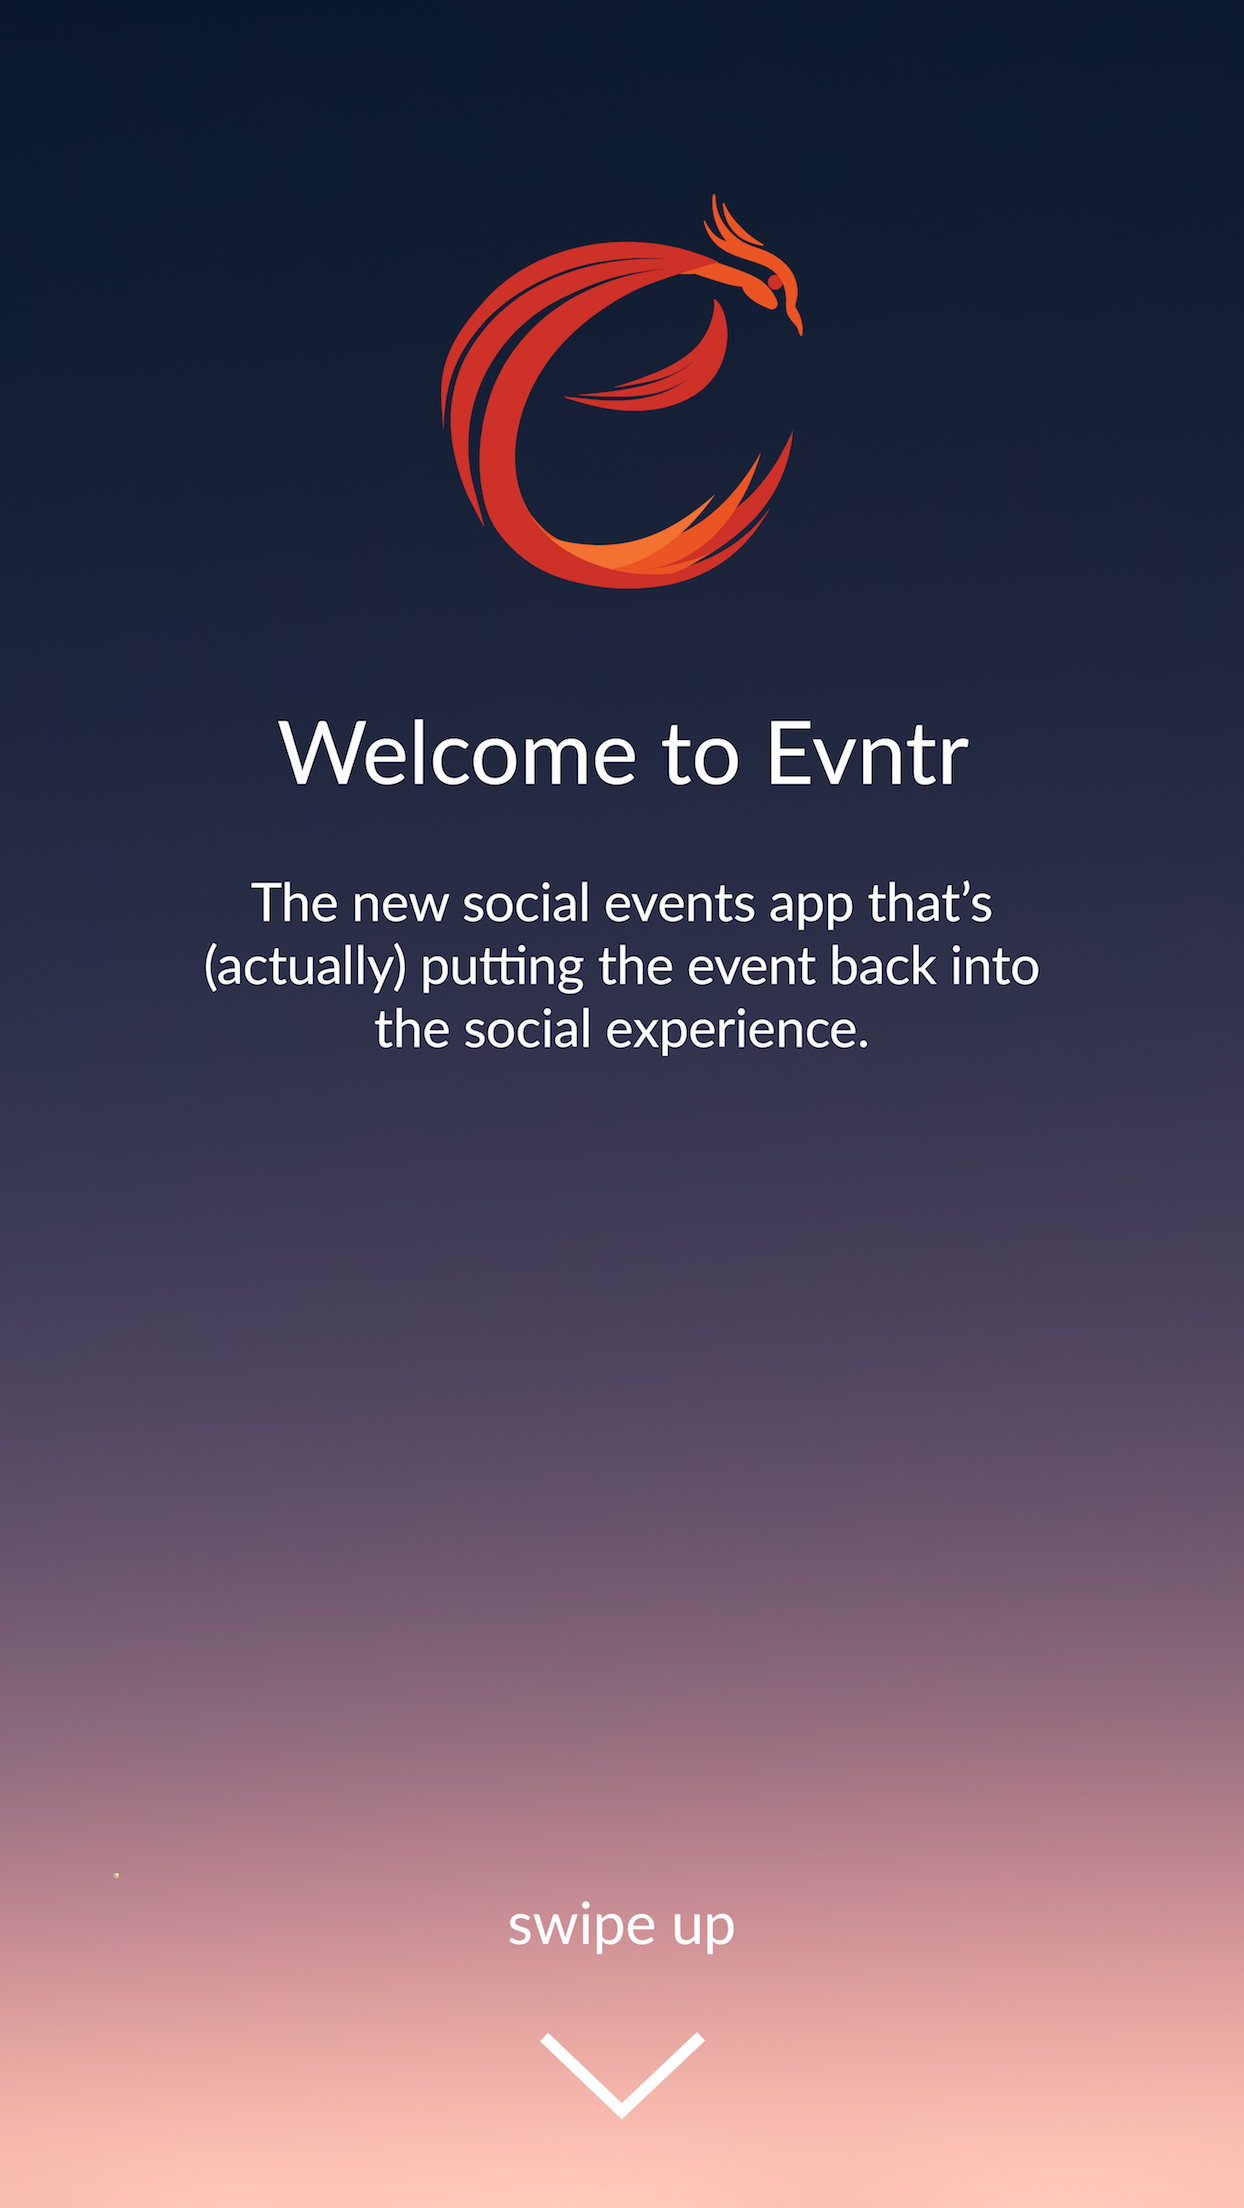 Welcome to Evntr
The new social events app that’s
(actually) putting the event back into
the social experience.
swipe up